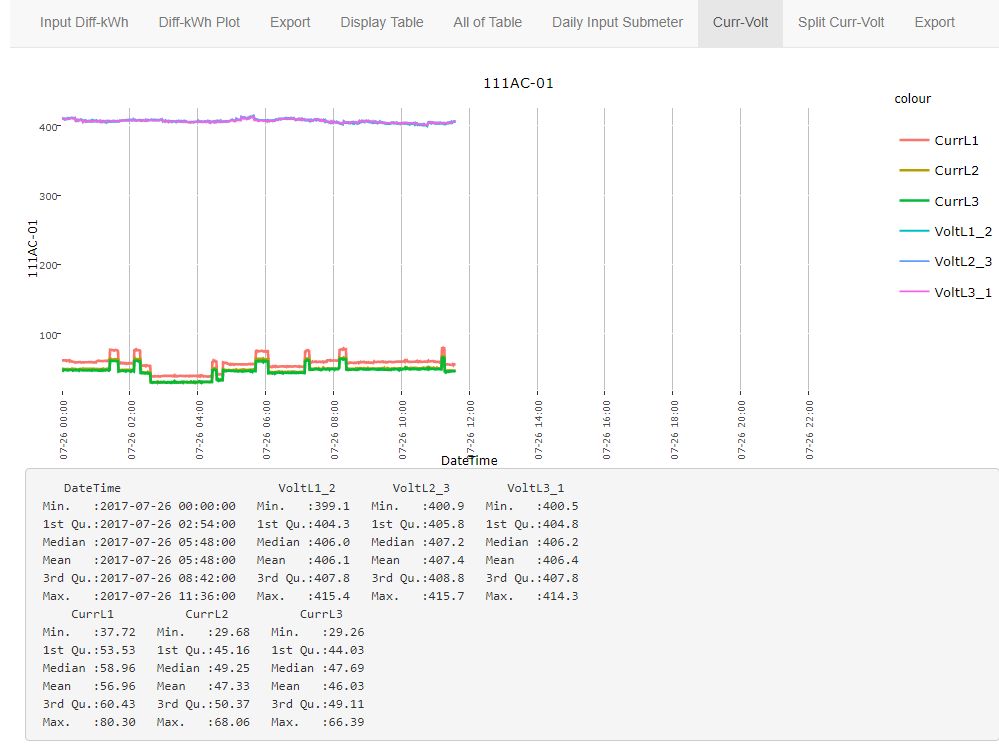 Input Diff-kWh Diff-kWh Plot Export Display Table All of Table Daily Input Submeter Curr-Volt Split Curr-Volt Export
111AC-01
colour
CurrL1
CurrL2
CurrL3
VoltL1_2
VoltL2_3
VoltL3_1
400
300
200
100
111AC-01
07-26 00:00
07-26 02:00
07-26 04:00
07-26 06:00
07-26 08:00
07-26 10:00
07-26 12:00
07-26 14:00
07-26 16:00
07-26 18:00
07-26 20:00
07-26 22:00
DateTime
DateTime VoltL1_2 VoltL2_3 VoltL3_1
Min. :2017-07-26 00:00:00 Min. :399.1 Min. :400.9 Min. :400.5
1st Qu.:2017-07-26 02:54:00 1st Qu.:404.3 1st Qu.:405.8 1st Qu.:404.8
Median :2017-07-26 05:48:00 Median :406.0 Median :407.2 Median :406.2
Mean :2017-07-26 05:48:00 Mean :406.1 Mean :407.4 Mean :406.4
3rd Qu.:2017-07-26 08:42:00 3rd Qu.:407.8 3rd Qu.:408.8 3rd Qu.:407.8
Max. :2017-07-26 11:36:00 Max. :415.4 Max. :415.7 Max. :414.3
CurrL1 CurrL2 CurrL3
Min. :37.72 Min. :29.68 Min. :29.26
1st Qu.:53.53 1st Qu.:45.16 1st Qu.:44.03
Median :58.96 Median :49.25 Median :47.69
Mean :56.96 Mean :47.33 Mean :46.03
3rd Qu.:60.43 3rd Qu.:50.37 3rd Qu.:49.11
Max. :80.30 Max. :68.06 Max. :66.39